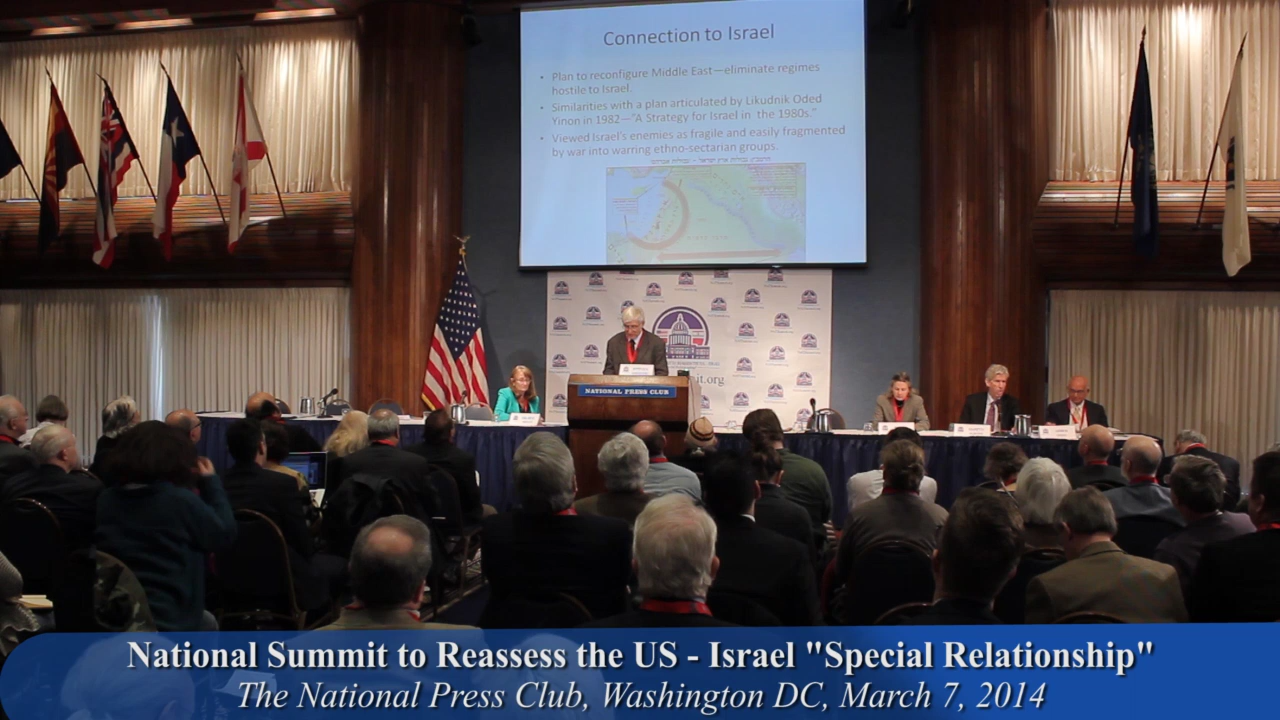 Connection to Israel
• Plan to reconfigure Middle East—eliminate regimes
hostile to Israel.
• Similarities with a plan articulated by Likudnik Oded
Yinon in 1982—"A Strategy for Israel in the 1980s."
• Viewed Israel's enemies as fragile and easily fragmented
by war into warring ethno-sectarian groups.
NATIONAL PRESS CLUB
National Summit to Reassess the US - Israel "Special Relationship"
The National Press Club, Washington DC, March 7, 2014